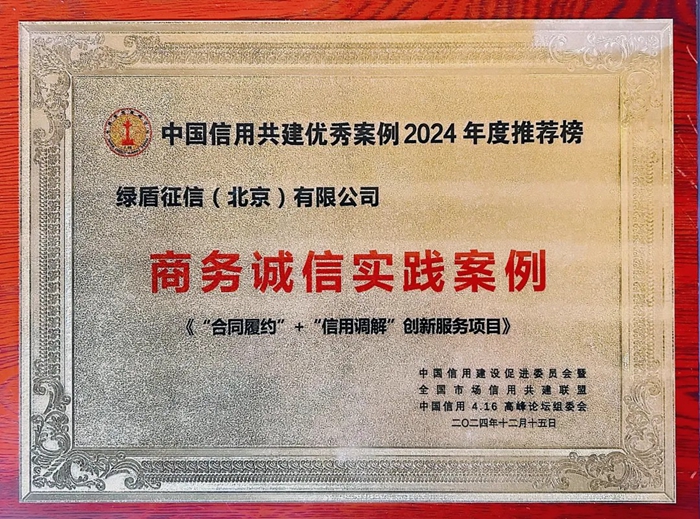 中国信用共建优秀案例2024年度推荐榜
绿盾征信（北京）有限公司
商务诚信实践案例
《“合同履约”+“信用调解”创新服务项目》
中国信用建设促进委员会暨
全国市场信用共建联盟
中国信用 4.16 高峰论坛组委会
二〇二四年十二月十五日